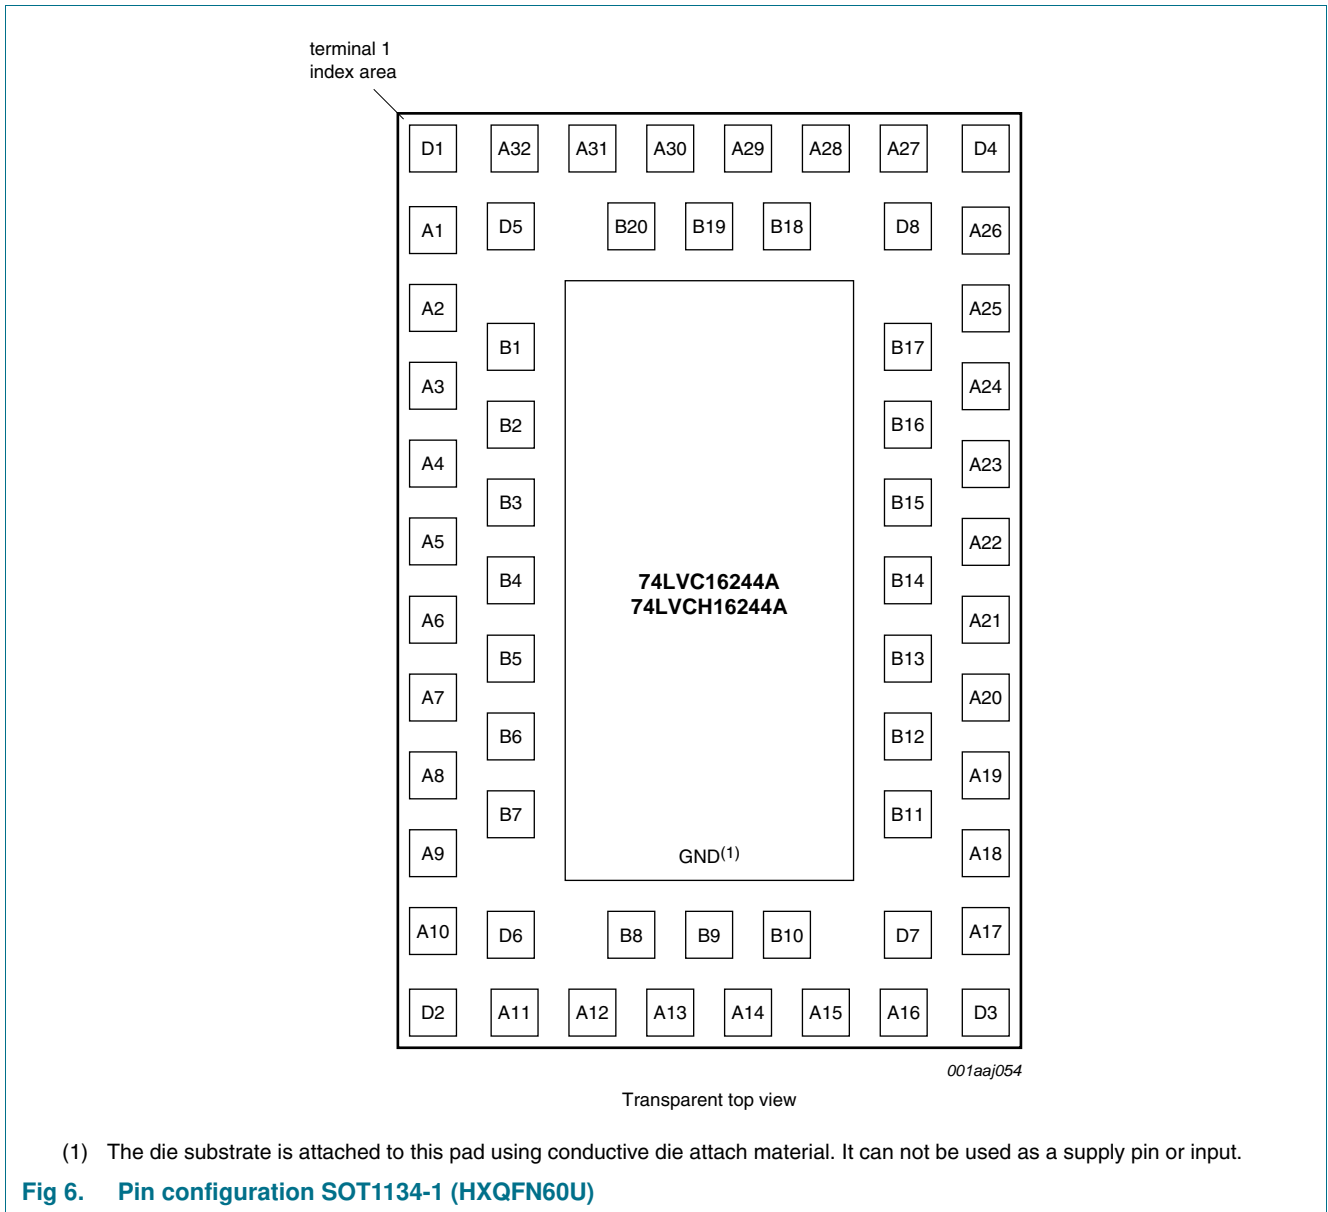 terminal 1
index area
D1 A32 A31 A30 A29 A28 A27 D4
A1 D5 B20 B19 B18 D8 A26
A2 A25
B1 B17
A3 A24
B2 B16
A4 A23
B3 B15
A5 A22
B4 74LVC16244A B14
74LVCH16244A
A6 A21
B5 B13
A7 A20
B6 B12
A8 A19
B7 B11
A9 GND(1) A18
A10 D6 B8 B9 B10 D7 A17
D2 A11 A12 A13 A14 A15 A16 D3
001aaj054
Transparent top view
(1) The die substrate is attached to this pad using conductive die attach material. It can not be used as a supply pin or input.
Fig 6. Pin configuration SOT1134-1 (HXQFN60U)